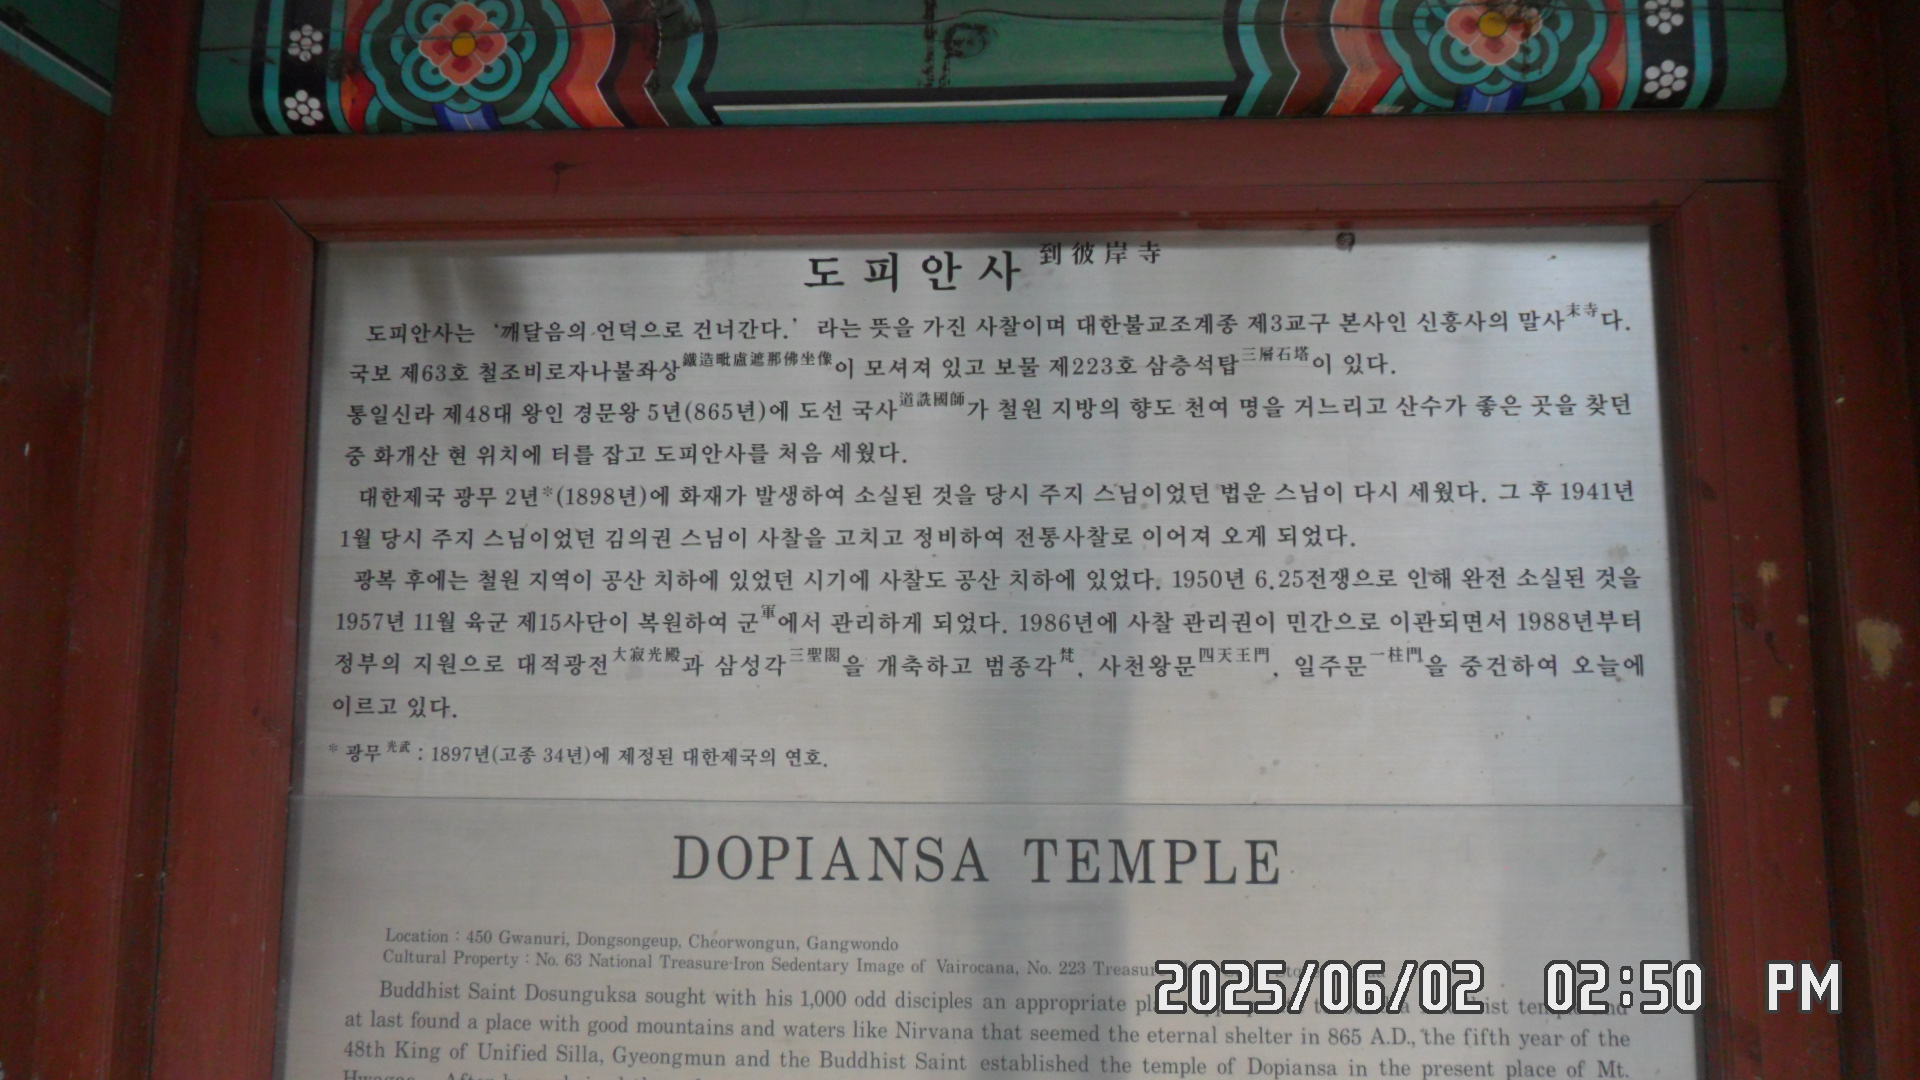 도피안사 到彼岸寺
도피안사는 ‘깨달음의 언덕으로 건너간다.’ 라는 뜻을 가진 사찰이며 대한불교조계종 제3교구 본사인 신흥사의 말사末寺다.
국보 제63호 철조비로자나불좌상鐵造毗盧遮那佛坐像이 모셔져 있고 보물 제223호 삼층석탑三層石塔이 있다.
통일신라 제48대 왕인 경문왕 5년(865년)에 도선 국사道詵國師가 철원 지방의 향도 천여 명을 거느리고 산수가 좋은 곳을 찾던
중 화개산 현 위치에 터를 잡고 도피안사를 처음 세웠다.
대한제국 광무 2년*(1898년)에 화재가 발생하여 소실된 것을 당시 주지 스님이었던 법운 스님이 다시 세웠다. 그 후 1941년
1월 당시 주지 스님이었던 김의권 스님이 사찰을 고치고 정비하여 전통사찰로 이어져 오게 되었다.
광복 후에는 철원 지역이 공산 치하에 있었던 시기에 사찰도 공산 치하에 있었다. 1950년 6.25전쟁으로 인해 완전 소실된 것을
1957년 11월 육군 제15사단이 복원하여 군軍에서 관리하게 되었다. 1986년에 사찰 관리권이 민간으로 이관되면서 1988년부터
정부의 지원으로 대적광전大寂光殿과 삼성각三聖閣을 개축하고 범종각梵, 사천왕문四天王門, 일주문一柱門을 중건하여 오늘에
이르고 있다.
* 광무光武 : 1897년(고종 34년)에 제정된 대한제국의 연호.
DOPIANSA TEMPLE
Location : 450 Gwanuri, Dongsongeup, Cheorwongun, Gangwondo
Cultural Property : No. 63 National Treasure-Iron Sedentary Image of Vairocana, No. 223 Treasure
Buddhist Saint Dosunguksa sought with his 1,000 odd disciples an appropriate
at last found a place with good mountains and waters like Nirvana that seemed the eternal shelter in 865 A.D., the fifth year of the
48th King of Unified Silla, Gyeongmun and the Buddhist Saint established the temple of Dopiansa in the present place of Mt.
2025/06/02 02:50 PM